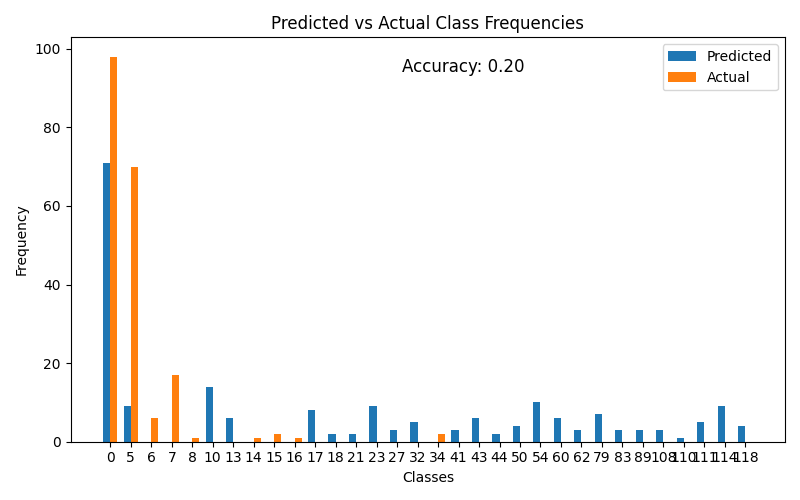 Predicted vs Actual Class Frequencies
Accuracy: 0.20
Predicted
Actual
Frequency
100
80
60
40
20
0
0 5 6 7 8 10 13 14 15 16 17 18 21 23 27 32 34 41 43 44 50 54 60 62 79 83 89 108 110 111 114 118
Classes